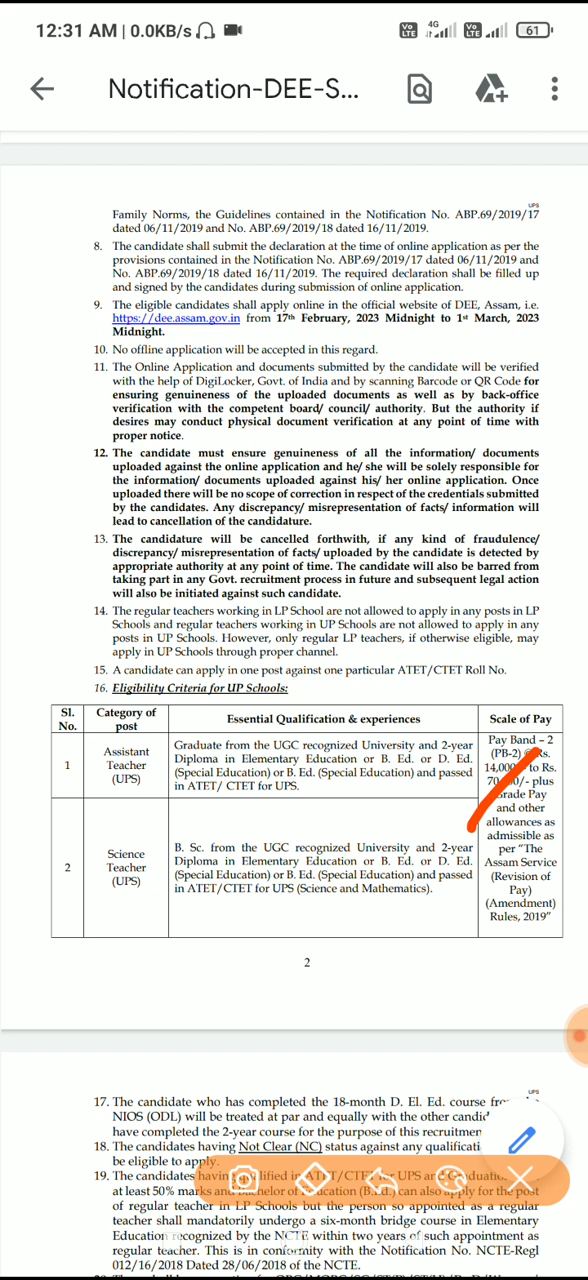 12:31 AM | 0.0KB/s
Vo LTE 4G Vo LTE 61
Notification-DEE-S...
UPS
Family Norms, the Guidelines contained in the Notification No. ABP.69/2019/17
dated 06/11/2019 and No. ABP.69/2019/18 dated 16/11/2019.
8. The candidate shall submit the declaration at the time of online application as per the
provisions contained in the Notification No. ABP.69/2019/17 dated 06/11/2019 and
No. ABP.69/2019/18 dated 16/11/2019. The required declaration shall be filled up
and signed by the candidates during submission of online application.
9. The eligible candidates shall apply online in the official website of DEE, Assam, i.e.
https://dee.assam.gov.in from 17th February, 2023 Midnight to 1st March, 2023
Midnight.
10. No offline application will be accepted in this regard.
11. The Online Application and documents submitted by the candidate will be verified
with the help of DigiLocker, Govt. of India and by scanning Barcode or QR Code for
ensuring genuineness of the uploaded documents as well as by back-office
verification with the competent board/ council/ authority. But the authority if
desires may conduct physical document verification at any point of time with
proper notice.
12. The candidate must ensure genuineness of all the information/ documents
uploaded against the online application and he/ she will be solely responsible for
the information/ documents uploaded against his/ her online application. Once
uploaded there will be no scope of correction in respect of the credentials submitted
by the candidates. Any discrepancy/ misrepresentation of facts/ information will
lead to cancellation of the candidature.
13. The candidature will be cancelled forthwith, if any kind of fraudulence/
discrepancy/ misrepresentation of facts/ uploaded by the candidate is detected by
appropriate authority at any point of time. The candidate will also be barred from
taking part in any Govt. recruitment process in future and subsequent legal action
will also be initiated against such candidate.
14. The regular teachers working in LP School are not allowed to apply in any posts in LP
Schools and regular teachers working in UP Schools are not allowed to apply in any
posts in UP Schools. However, only regular LP teachers, if otherwise eligible, may
apply in UP Schools through proper channel.
15. A candidate can apply in one post against one particular ATET/CTET Roll No.
16. Eligibility Criteria for UP Schools:
Sl. No. Category of post Essential Qualification & experiences Scale of Pay
1
Assistant
Teacher
(UPS)
Graduate from the UGC recognized University and 2-year
Diploma in Elementary Education or B. Ed. or D. Ed.
(Special Education) or B. Ed. (Special Education) and passed
in ATET/ CTET for UPS.
Pay Band – 2
(PB-2) Rs.
to Rs.
plus
Grade Pay
and other
allowances as
admissible as
per "The
Assam Service
(Revision of
Pay)
(Amendment)
Rules, 2019"
2
Science
Teacher
(UPS)
B. Sc. from the UGC recognized University and 2-year
Diploma in Elementary Education or B. Ed. or D. Ed.
(Special Education) or B. Ed. (Special Education) and passed
in ATET/CTET for UPS (Science and Mathematics).
2
UPS
17. The candidate who has completed the 18-month D. El. Ed. course
NIOS (ODL) will be treated at par and equally with the other
have completed the 2-year course for the purpose of this
18. The candidates having Not Clear (NC) status against any
be eligible to apply.
19. The candidates having in UPS
at least 50% marks can also apply for the post
of regular teacher in LP Schools but the person so appointed as a regular
teacher shall mandatorily undergo a six-month bridge course in Elementary
Education recognized by the NCTE within two years of such appointment as
regular teacher. This is in conformity with the Notification No. NCTE-Regl
012/16/2018 Dated 28/06/2018 of the NCTE.